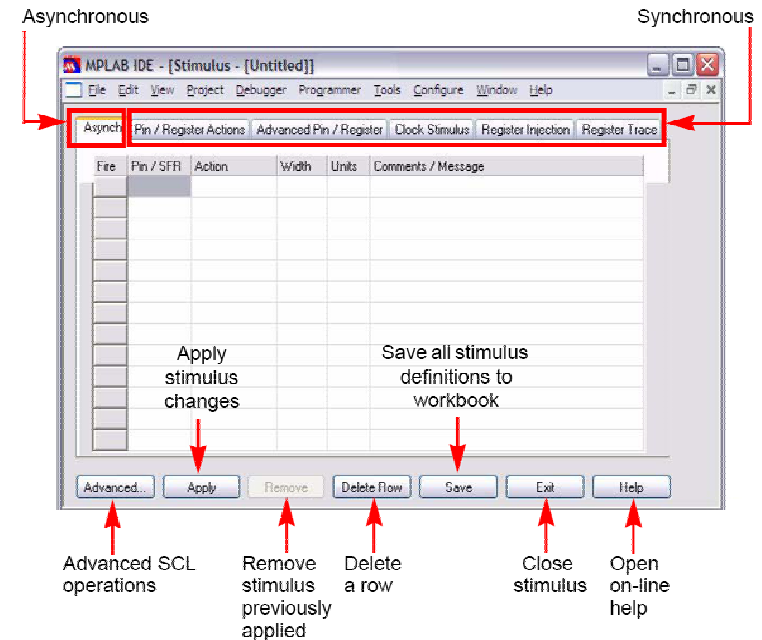 Asynchronous
Synchronous
MPLAB IDE - [Stimulus - [Untitled]]
File Edit View Project Debugger Programmer Tools Configure Window Help
Asynch Pin / Register Actions Advanced Pin / Register Clock Stimulus Register Injection Register Trace
Fire Pin / SFR Action Width Units Comments / Message
Apply
stimulus
changes
Save all stimulus
definitions to
workbook
Advanced... Apply Remove Delete Row Save Exit Help
Advanced SCL
operations
Remove
stimulus
previously
applied
Delete
a row
Close
stimulus
Open
on-line
help